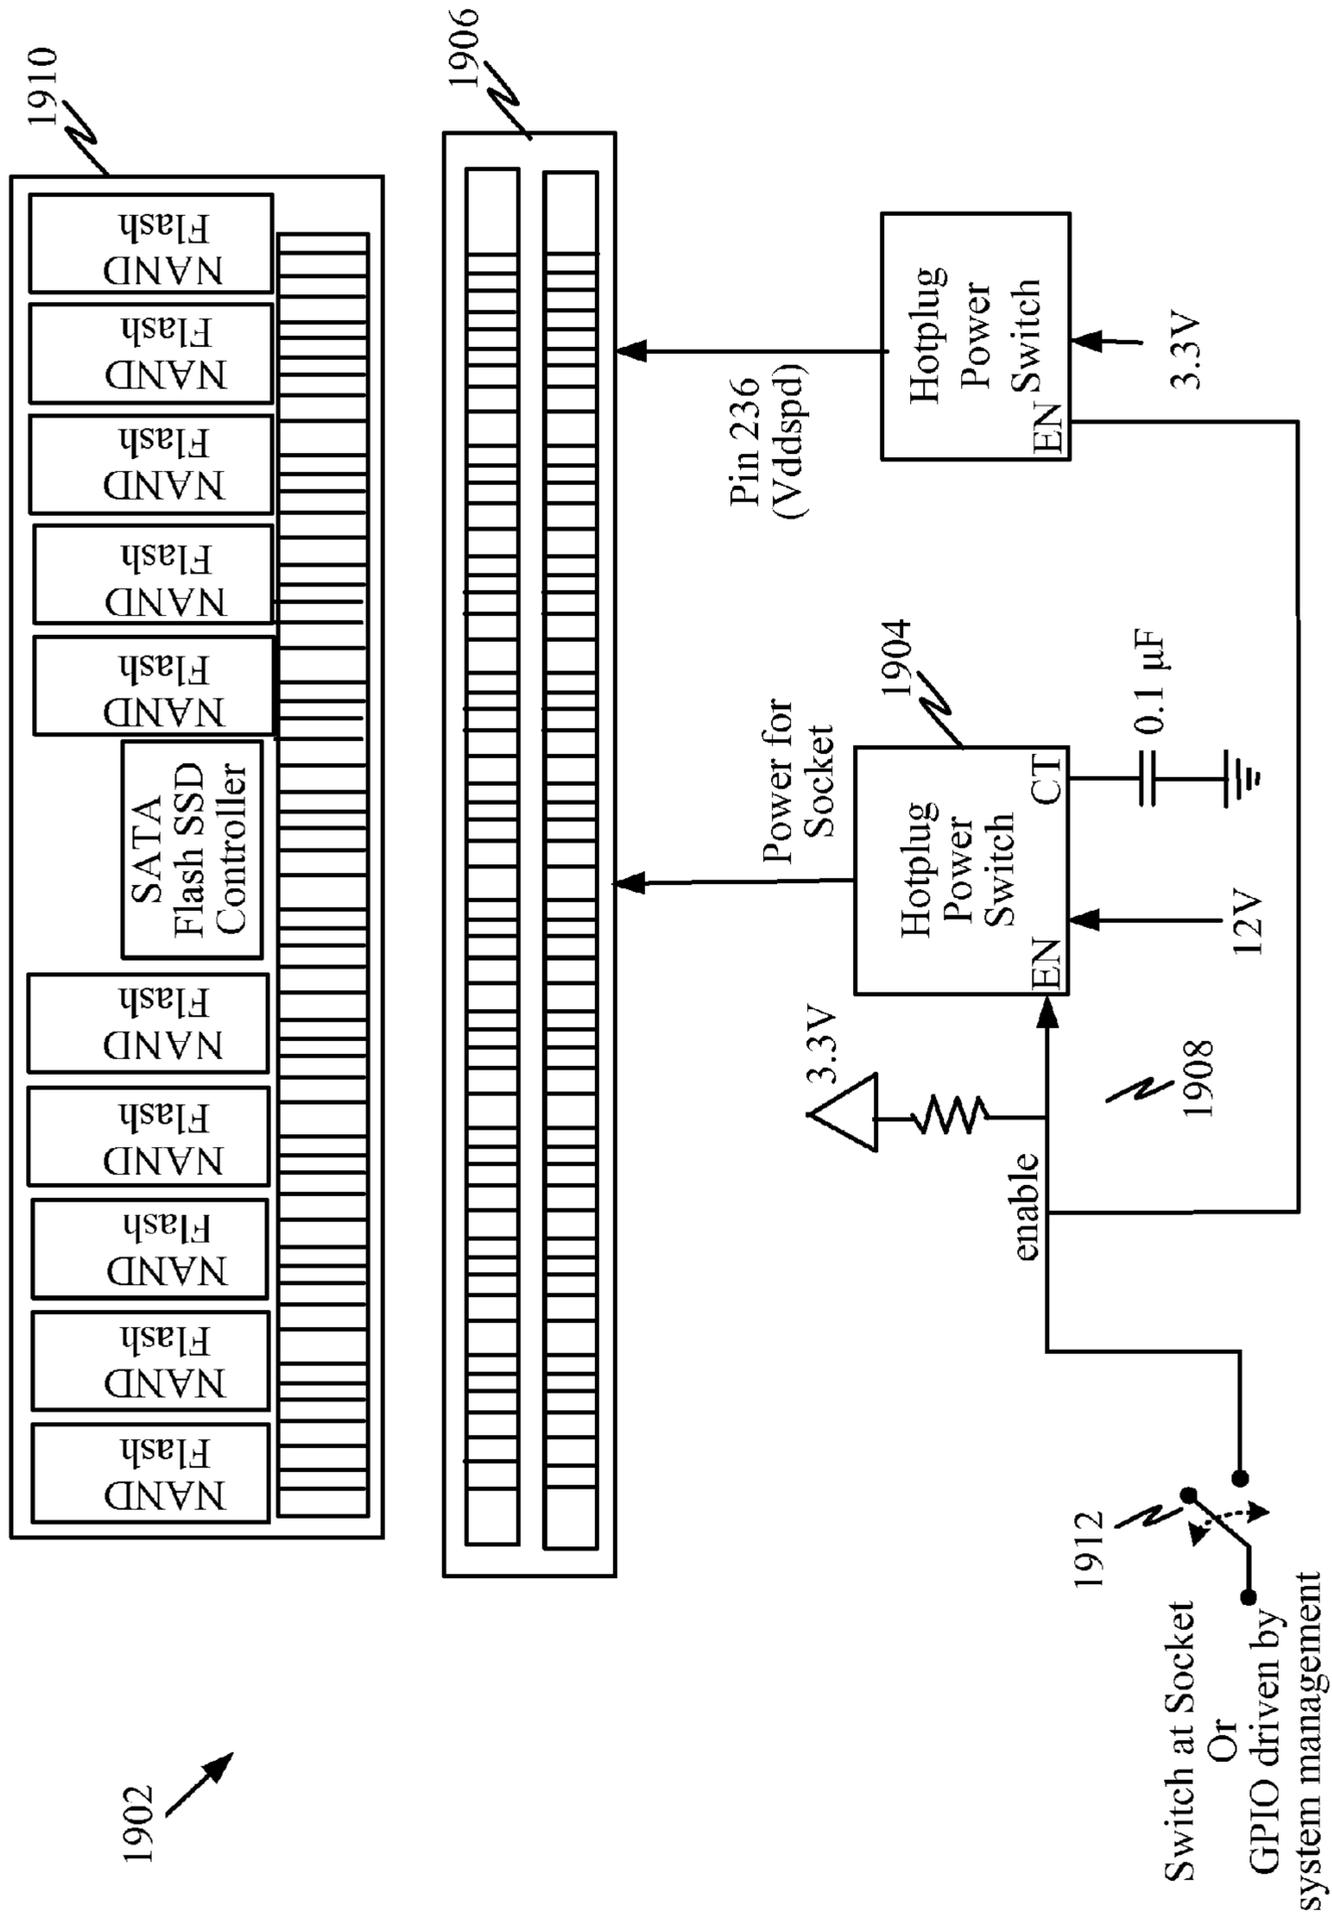 1902
1910
NAND
Flash
NAND
Flash
NAND
Flash
NAND
Flash
NAND
Flash
SATA
Flash SSD
Controller
NAND
Flash
NAND
Flash
NAND
Flash
NAND
Flash
NAND
Flash
1906
Power for
Socket
Pin 236
(Vddspd)
3.3V
1904
Hotplug
Power
Switch
EN
CT
Hotplug
Power
Switch
EN
enable
1908
12V
0.1 µF
3.3V
1912
Switch at Socket
Or
GPIO driven by
system management